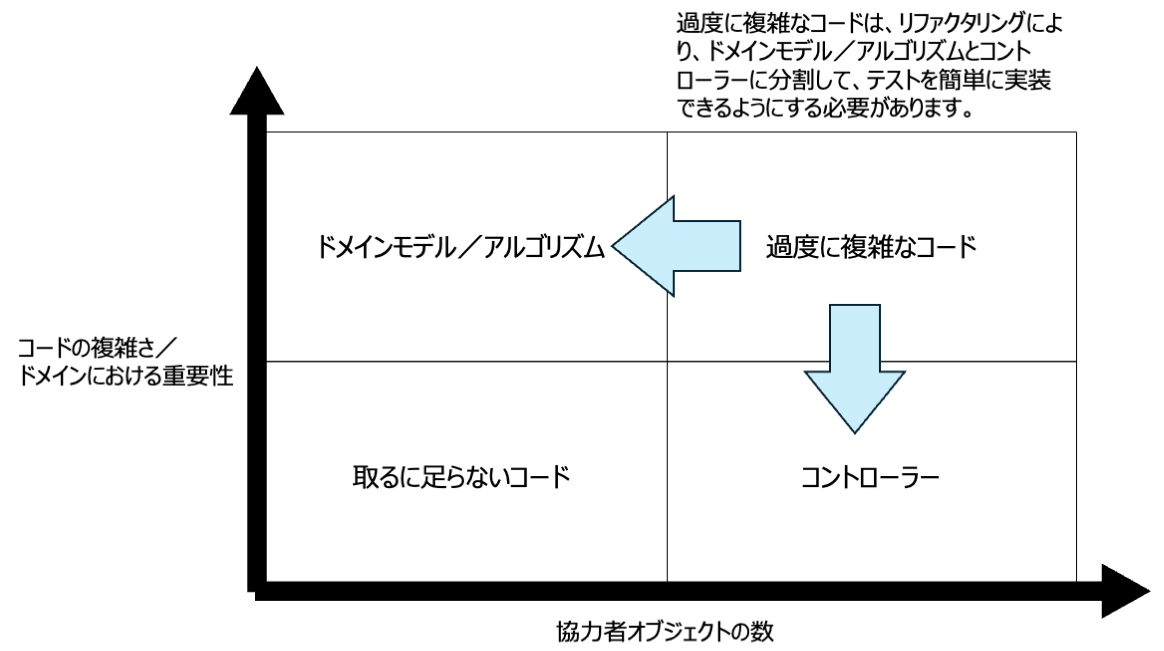 過度に複雑なコードは、リファクタリングによ
り、ドメインモデル／アルゴリズムとコント
ローラーに分割して、テストを簡単に実装
できるようにする必要があります。
ドメインモデル／アルゴリズム
過度に複雑なコード
コードの複雑さ／
ドメインにおける重要性
取るに足らないコード
コントローラー
協力者オブジェクトの数